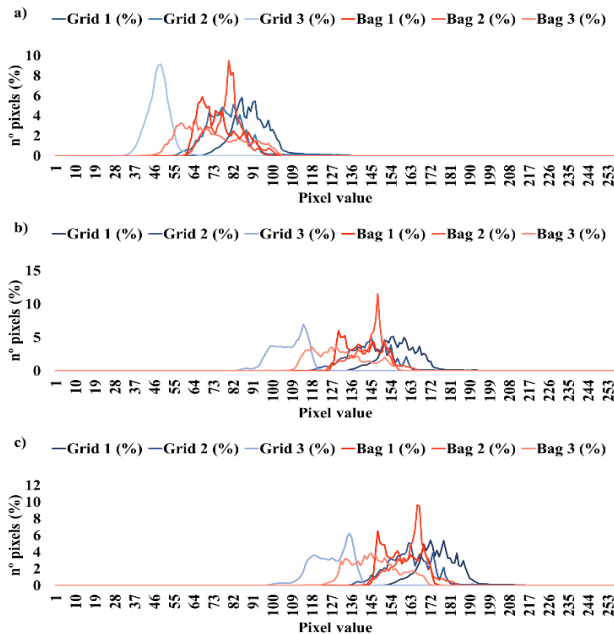 a)
Grid 1 (%) Grid 2 (%) Grid 3 (%) Bag 1 (%) Bag 2 (%) Bag 3 (%)
10
8
6
4
2
0
nº pixels (%)
1 10 19 28 37 46 55 64 73 82 91 100 109 118 127 136 145 154 163 172 181 190 199 208 217 226 235 244 253
Pixel value
b)
Grid 1 (%) Grid 2 (%) Grid 3 (%) Bag 1 (%) Bag 2 (%) Bag 3 (%)
15
10
5
0
nº pixels (%)
1 10 19 28 37 46 55 64 73 82 91 100 109 118 127 136 145 154 163 172 181 190 199 208 217 226 235 244 253
Pixel value
c)
Grid 1 (%) Grid 2 (%) Grid 3 (%) Bag 1 (%) Bag 2 (%) Bag 3 (%)
12
10
8
6
4
2
0
nº pixels (%)
1 10 19 28 37 46 55 64 73 82 91 100 109 118 127 136 145 154 163 172 181 190 199 208 217 226 235 244 253
Pixel value